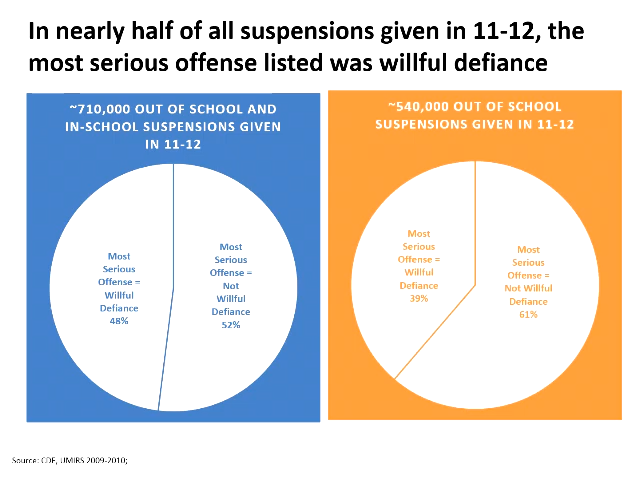 In nearly half of all suspensions given in 11-12, the
most serious offense listed was willful defiance
~710,000 OUT OF SCHOOL AND
IN-SCHOOL SUSPENSIONS GIVEN
IN 11-12
Most
Serious
Offense =
Willful
Defiance
48%
Most
Serious
Offense =
Not
Willful
Defiance
52%
~540,000 OUT OF SCHOOL
SUSPENSIONS GIVEN IN 11-12
Most
Serious
Offense =
Willful
Defiance
39%
Most
Serious
Offense =
Not Willful
Defiance
61%
Source: CDE, UMIRS 2009-2010;